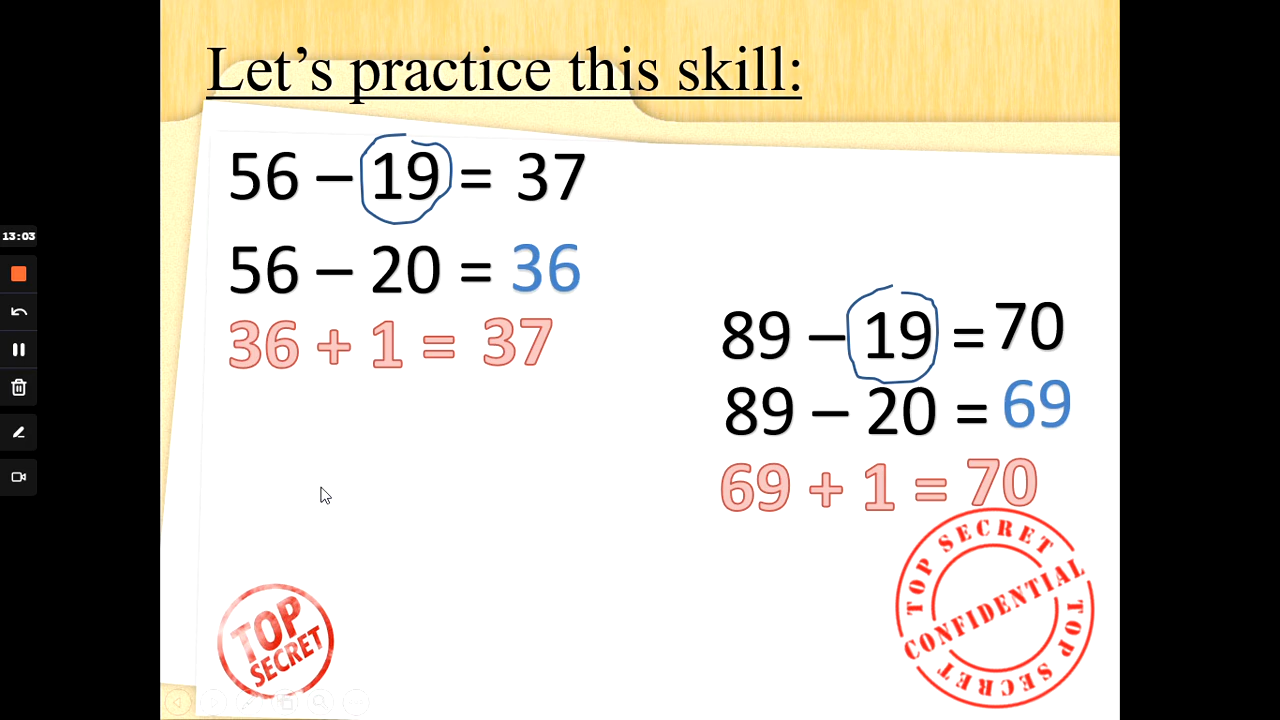 Let's practice this skill:
56 – 19 = 37
56 – 20 = 36
36 + 1 = 37
89 – 19 = 70
89 – 20 = 69
69 + 1 = 70
13:03
TOP SECRET
TOP SECRET
CONFIDENTIAL
TOP SECRET